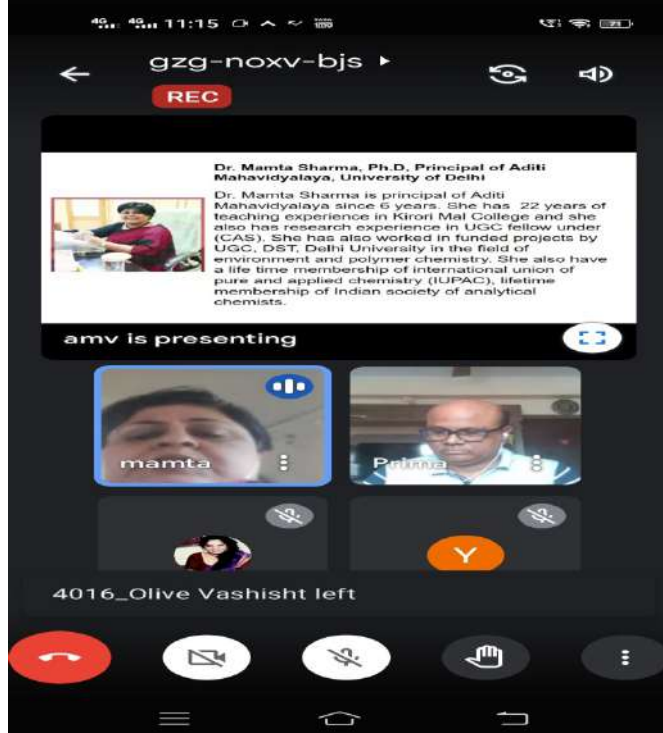 4G 4G 11:15
71
gzg-noxv-bjs
REC
Dr. Mamta Sharma, Ph.D, Principal of Aditi
Mahavidyalaya, University of Delhi
Dr. Mamta Sharma is principal of Aditi
Mahavidyalaya since 6 years. She has 22 years of
teaching experience in Kirori Mal College and she
also has research experience in UGC fellow under
(CAS). She has also worked in funded projects by
UGC, DST, Delhi University in the field of
environment and polymer chemistry. She also have
a life time membership of international union of
pure and applied chemistry (IUPAC), lifetime
membership of Indian society of analytical
chemists.
amv is presenting
mamta
Prima
Y
4016_Olive Vashisht left